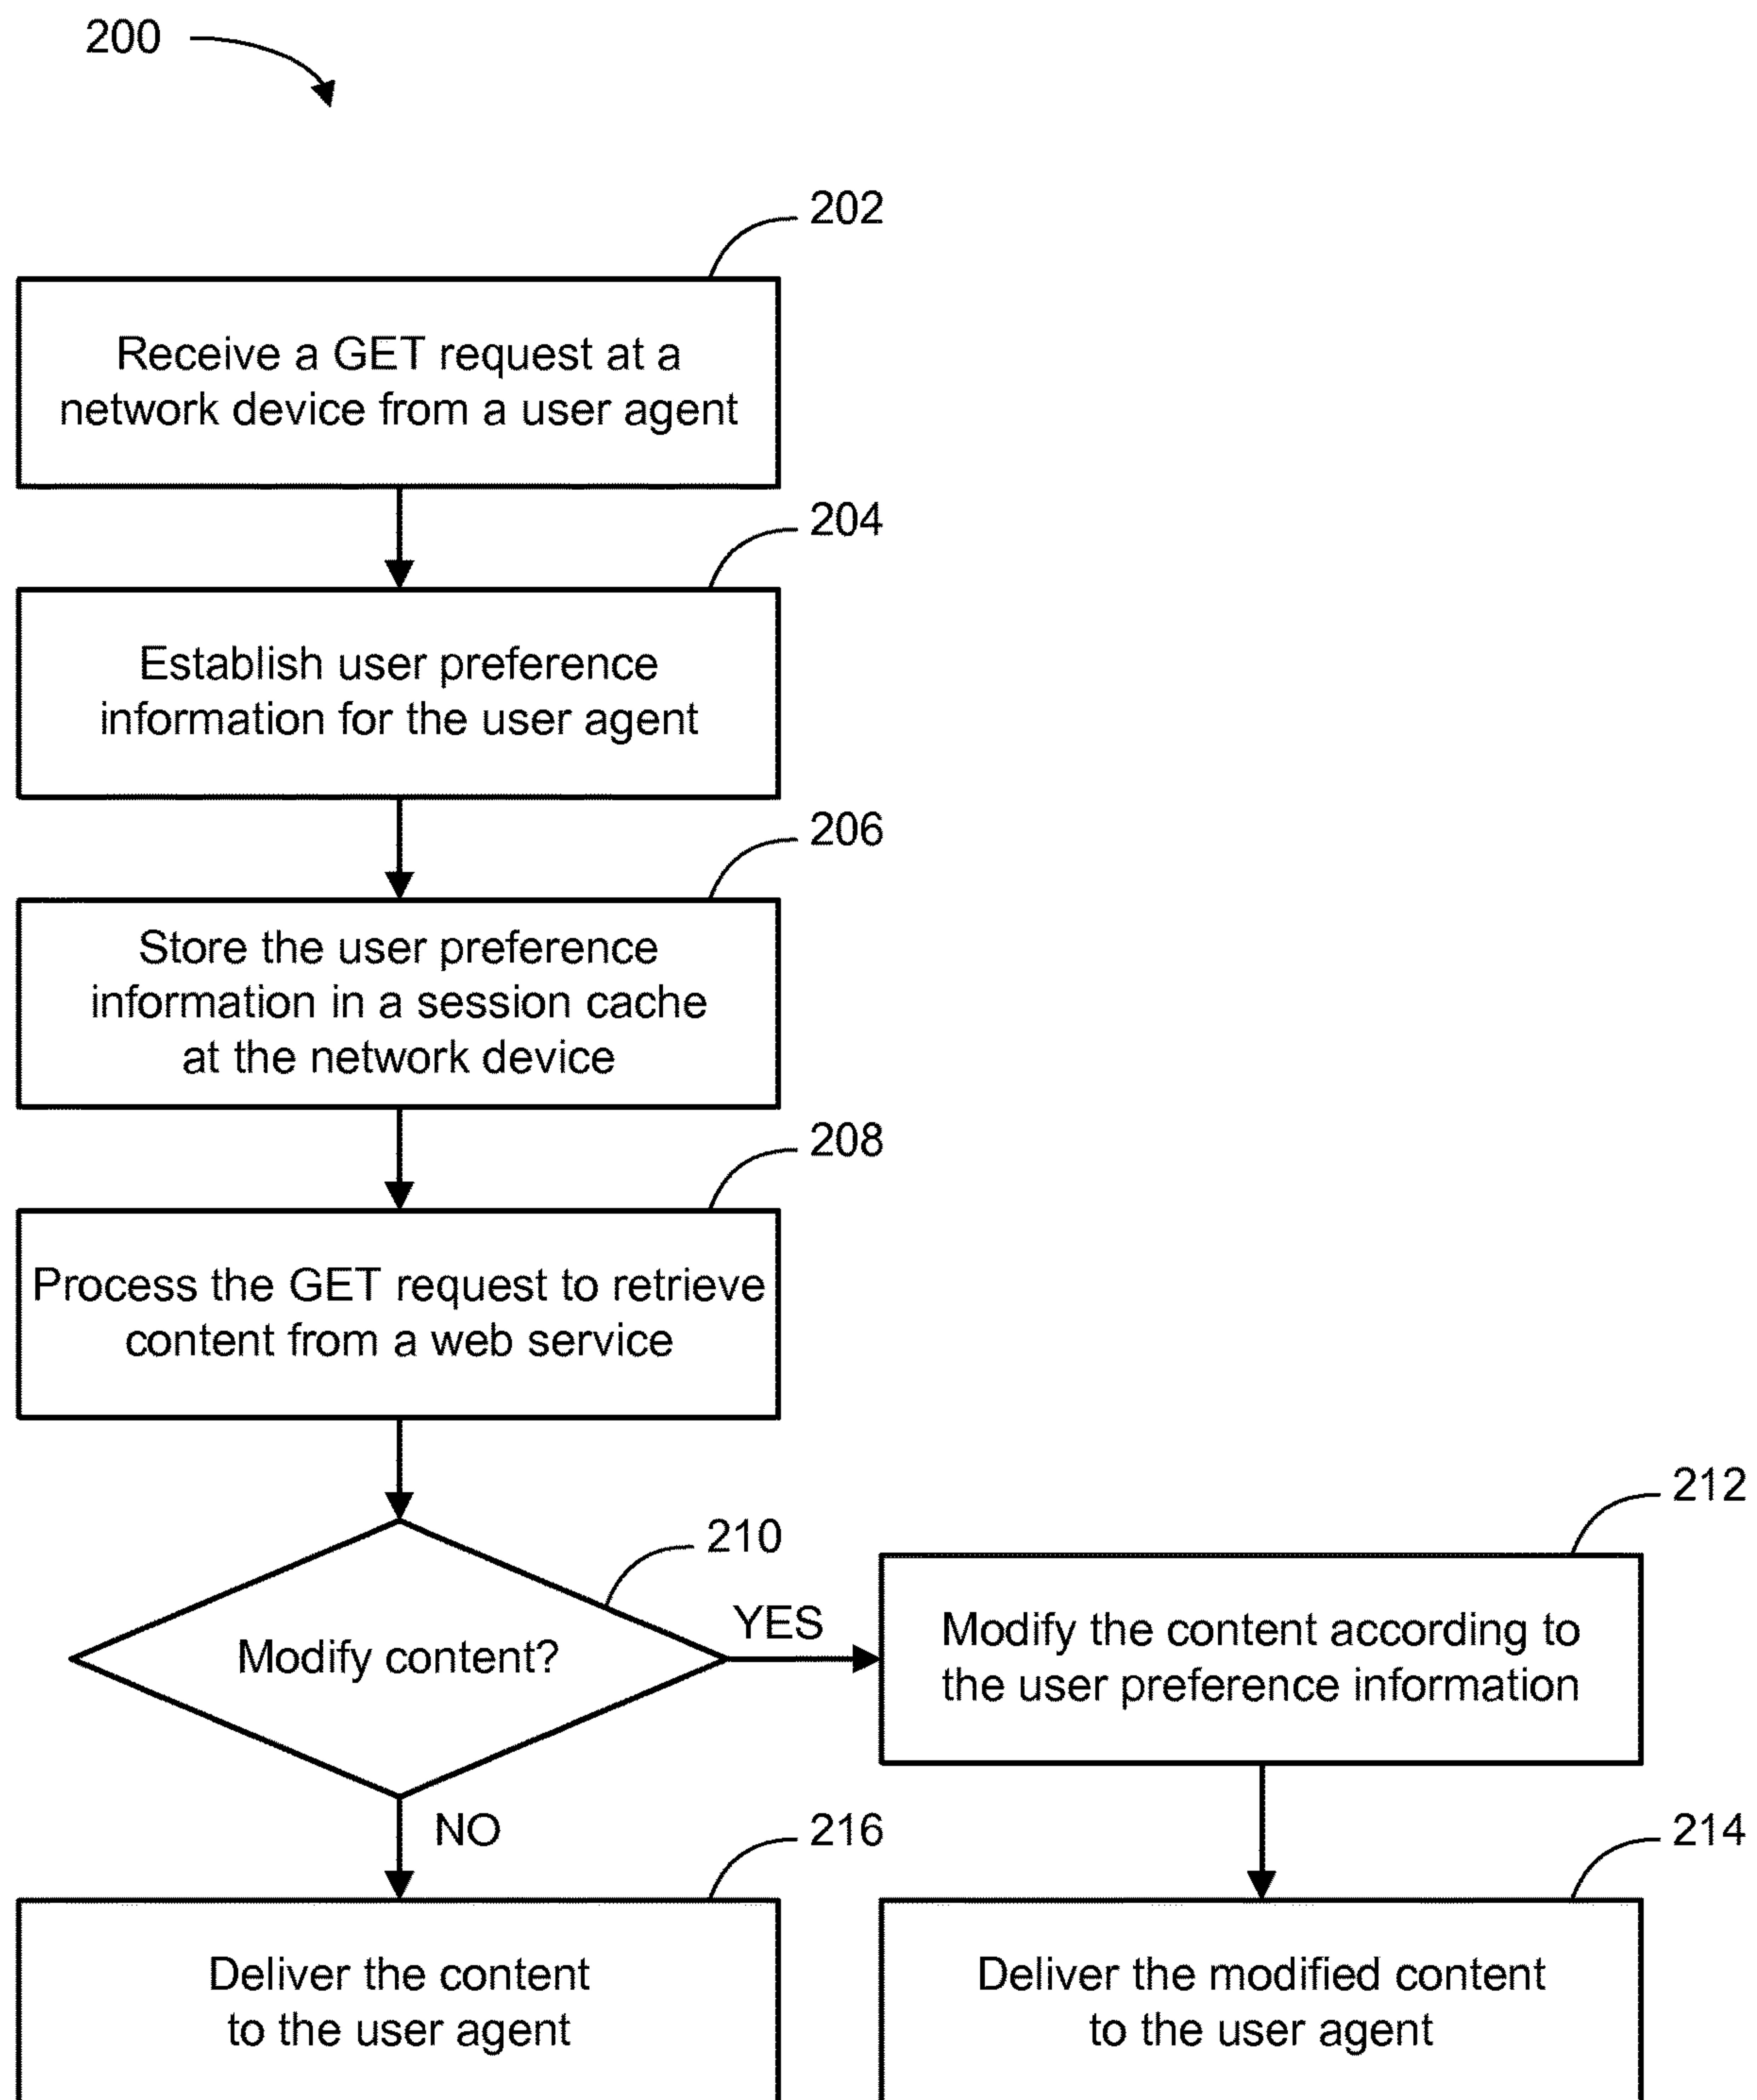 200
202
Receive a GET request at a
network device from a user agent
204
Establish user preference
information for the user agent
206
Store the user preference
information in a session cache
at the network device
208
Process the GET request to retrieve
content from a web service
210
Modify content?
YES
NO
212
Modify the content according to
the user preference information
216
Deliver the content
to the user agent
214
Deliver the modified content
to the user agent